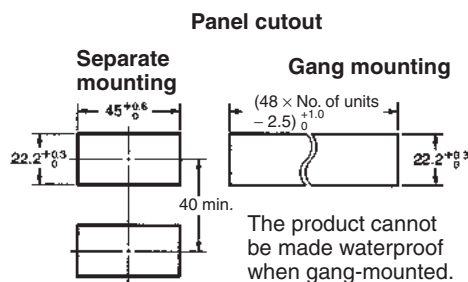 Panel cutout
Separate
mounting
45 +0.6 0
22.2 +0.3 0
40 min.
Gang mounting
(48 × No. of units
– 2.5) +1.0 0
22.2 +0.3 0
The product cannot
be made waterproof
when gang-mounted.